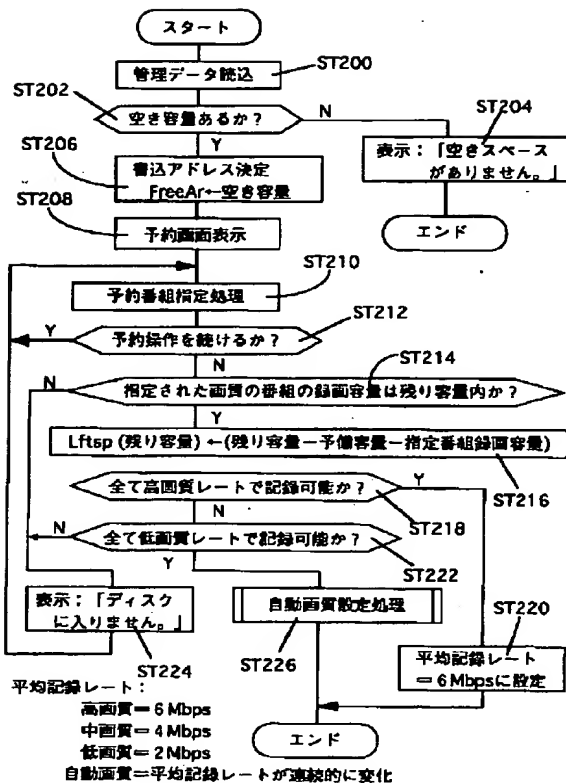 スタート
ST200
管理データ読込
ST202
空き容量あるか？
N
ST204
Y
ST206
書込アドレス決定
FreeAr←空き容量
表示：「空きスペース
がありません。」
ST208
予約画面表示
エンド
ST210
予約番組指定処理
Y
ST212
予約操作を続けるか？
N
ST214
N
指定された画質の番組の録画容量は残り容量内か？
Y
Lftsp (残り容量) ←(残り容量－予備容量－指定番組録画容量)
ST216
全て高画質レートで記録可能か？
Y
N
ST218
N
全て低画質レートで記録可能か？
Y
ST222
表示：「ディスク
に入りません。」
自動画質設定処理
ST220
ST224
ST226
平均記録レート
＝6Mbpsに設定
平均記録レート：
高画質＝6 Mbps
中画質＝4 Mbps
低画質＝2 Mbps
エンド
自動画質＝平均記録レートが連続的に変化